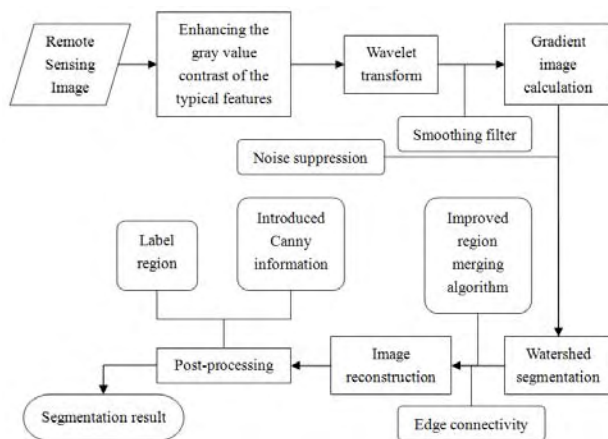 Remote
Sensing
Image
Enhancing the
gray value
contrast of the
typical features
Wavelet
transform
Gradient
image
calculation
Smoothing filter
Noise suppression
Label
region
Introduced
Canny
information
Improved
region
merging
algorithm
Post-processing
Image
reconstruction
Watershed
segmentation
Segmentation result
Edge connectivity